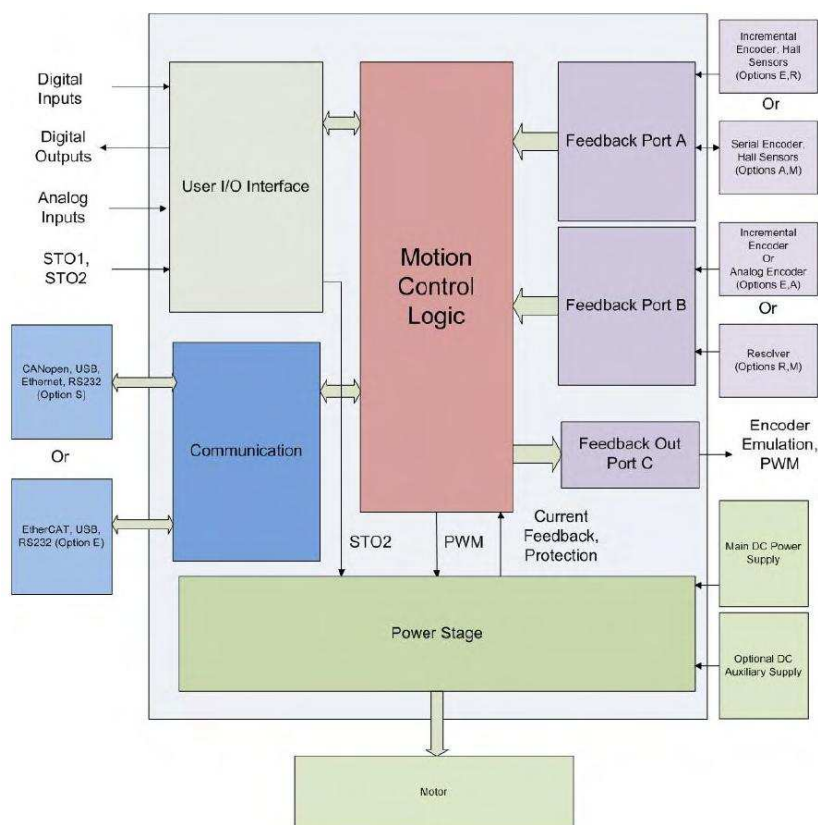 Digital
Inputs
Digital
Outputs
Analog
Inputs
STO1,
STO2
User I/O Interface
Motion
Control
Logic
Feedback Port A
Feedback Port B
Feedback Out
Port C
Incremental
Encoder, Hall
Sensors
(Options E,R)
Or
Serial Encoder,
Hall Sensors
(Options A,M)
Incremental
Encoder
Or
Analog Encoder
(Options E,A)
Or
Resolver
(Options R,M)
Encoder
Emulation,
PWM
CANopen, USB,
Ethernet, RS232
(Option S)
Or
EtherCAT, USB,
RS232 (Option E)
Communication
STO2
PWM
Current
Feedback,
Protection
Main DC Power
Supply
Power Stage
Optional DC
Auxiliary Supply
Motor